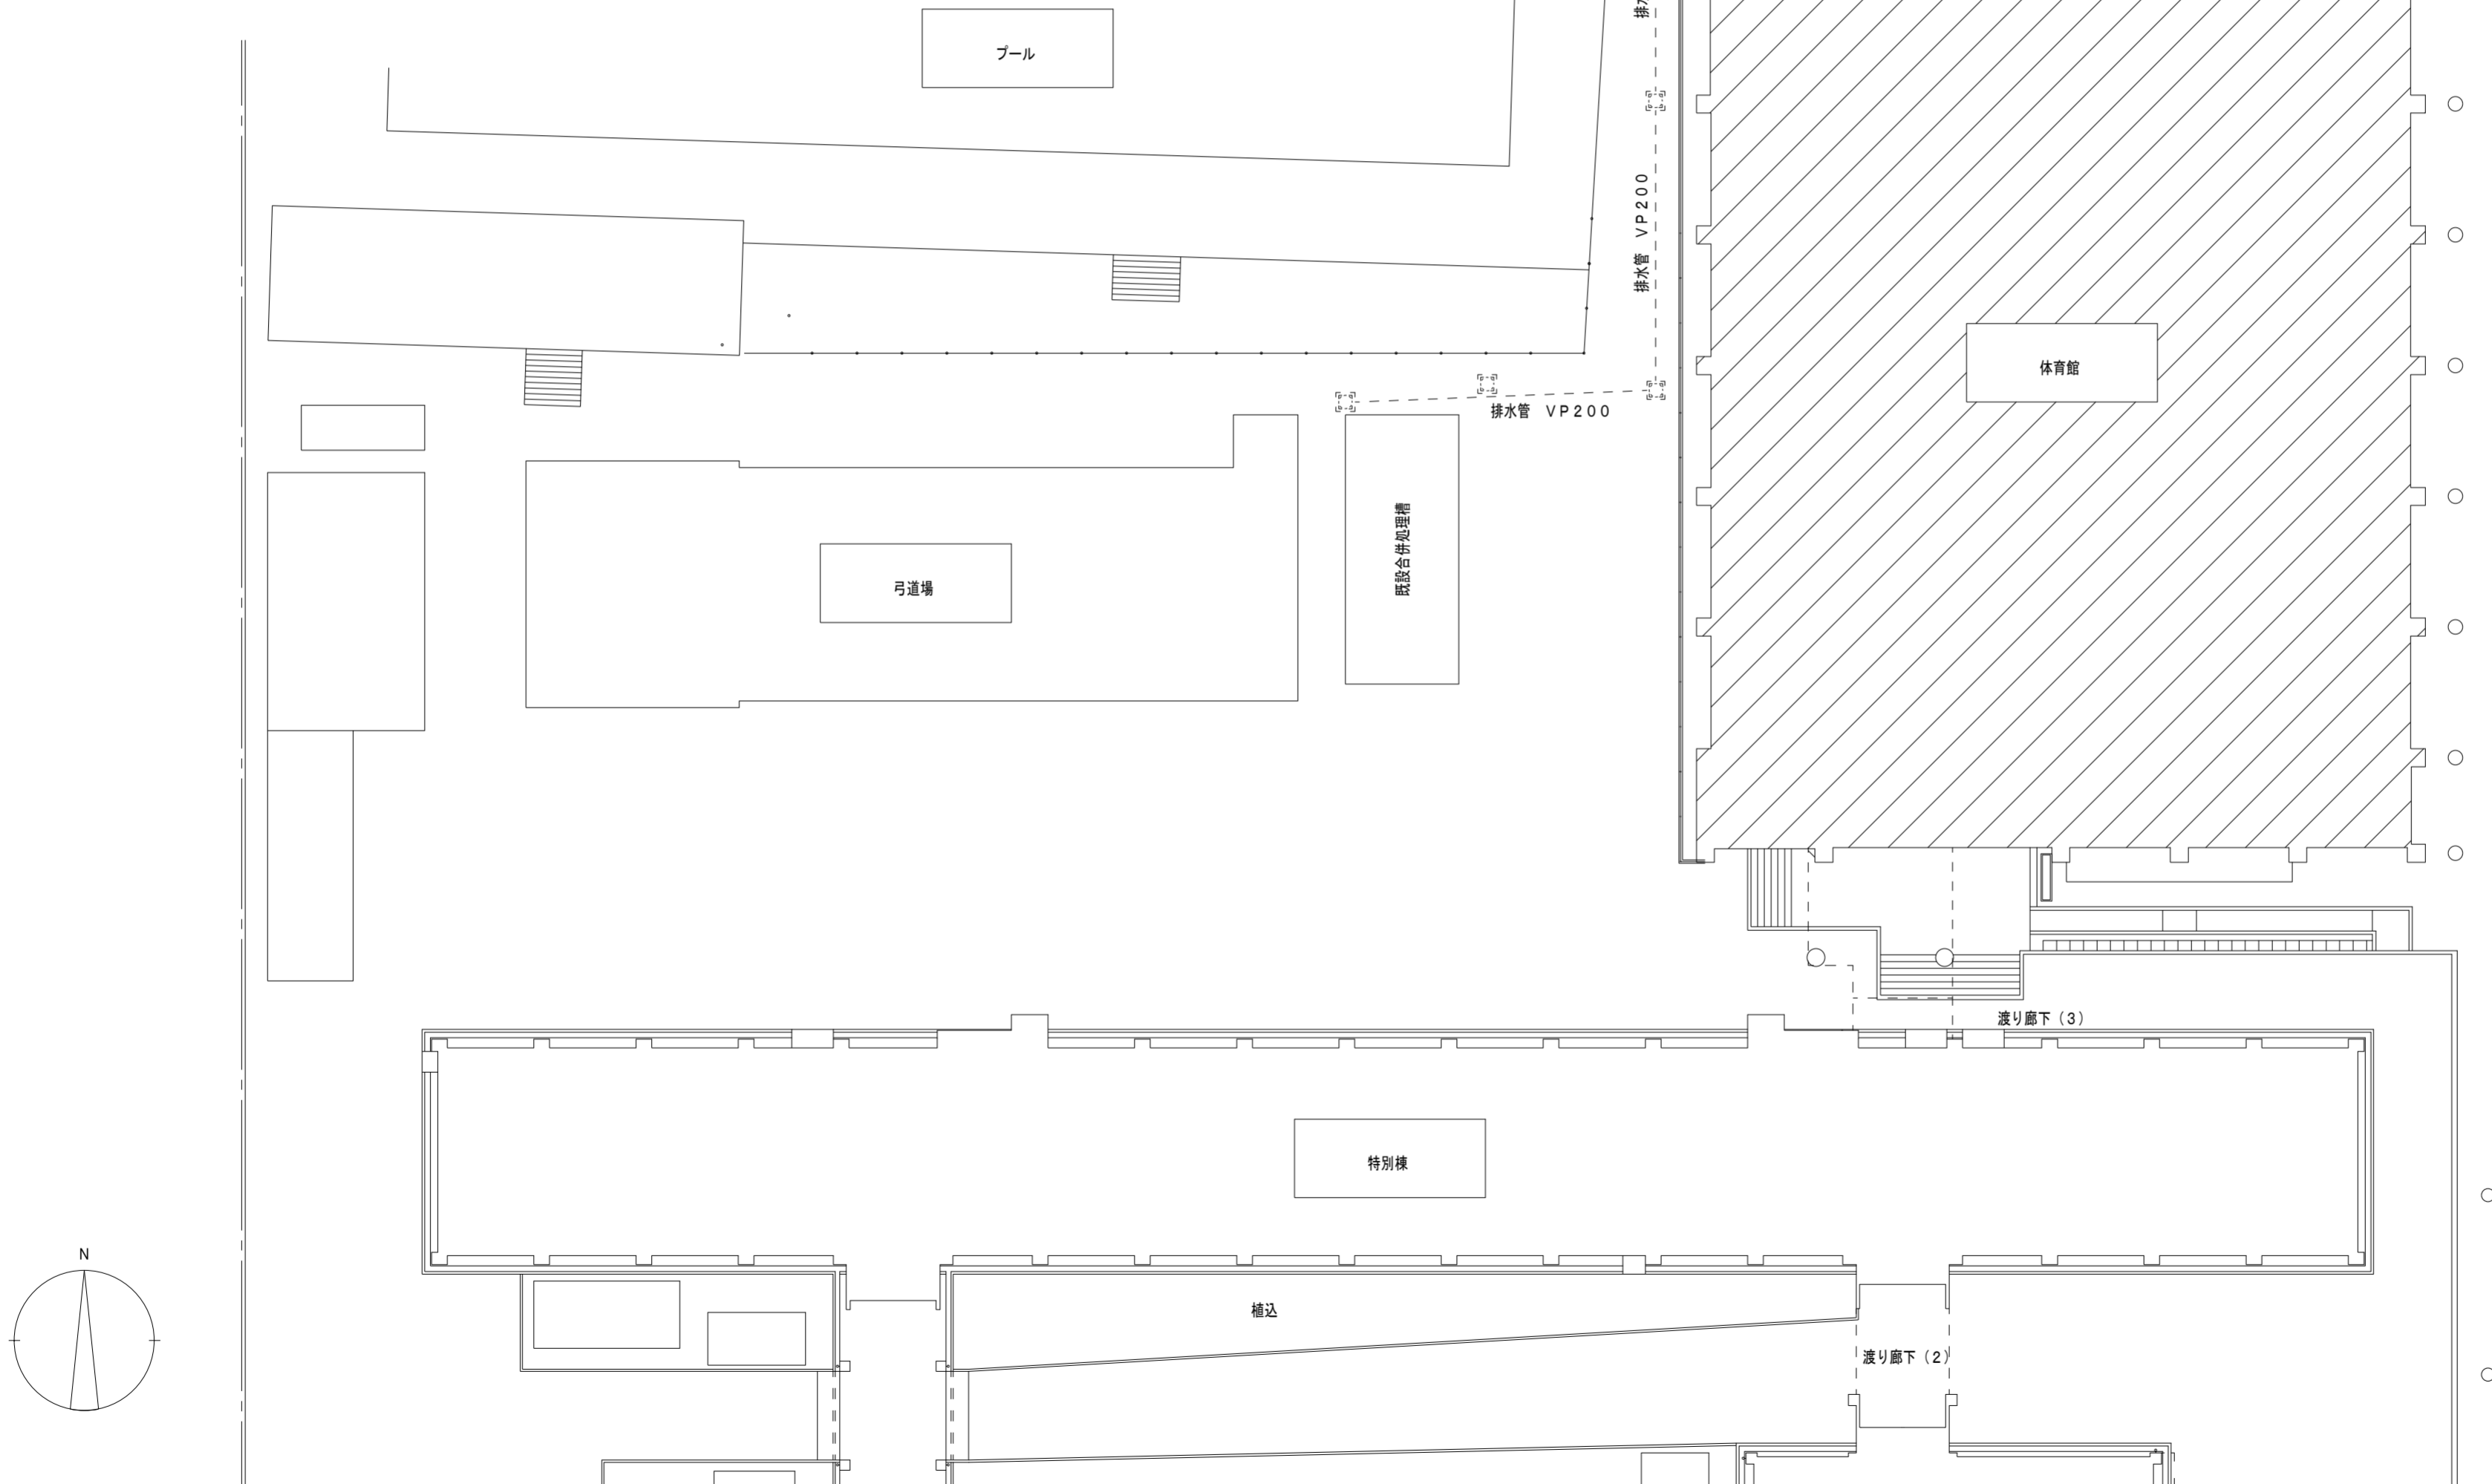 プール
排水
排水管 VP200
体育館
排水管 VP200
既設合併処理槽
弓道場
渡り廊下(3)
特別棟
N
植込
渡り廊下(2)